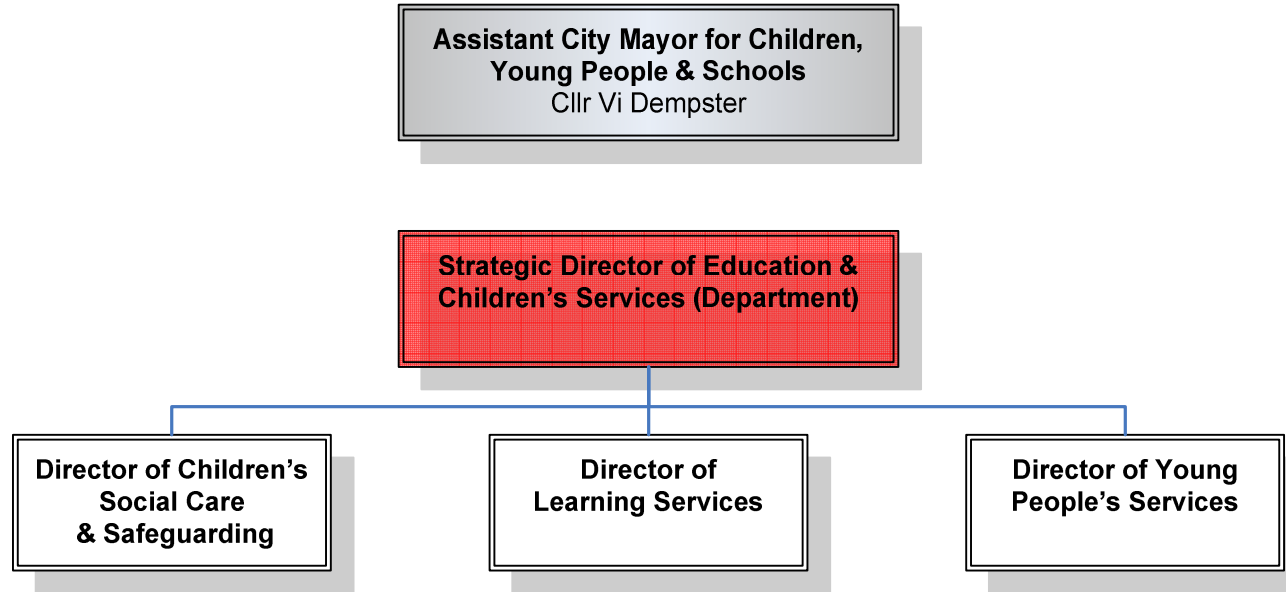 Assistant City Mayor for Children,
Young People & Schools
Cllr Vi Dempster
Strategic Director of Education &
Children’s Services (Department)
Director of Children’s
Social Care
& Safeguarding
Director of
Learning Services
Director of Young
People’s Services